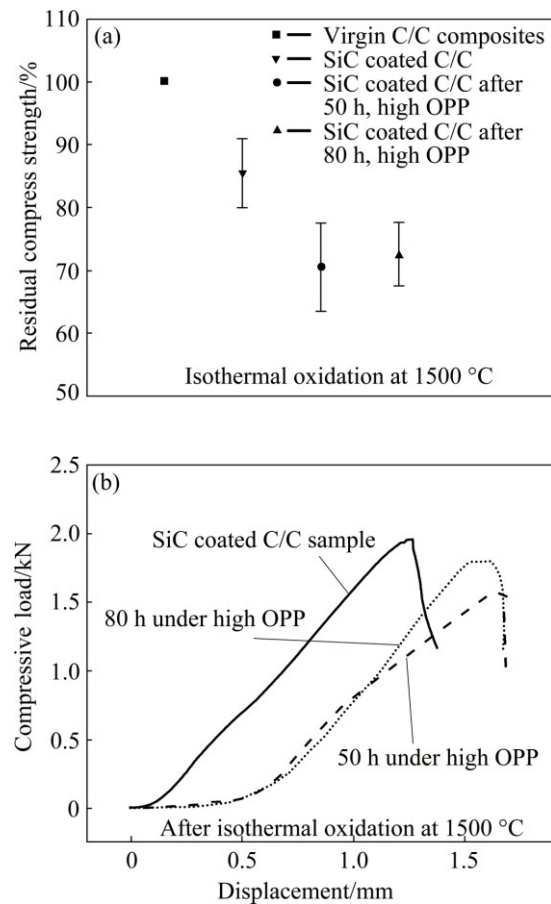 (a)
Virgin C/C composites
SiC coated C/C
SiC coated C/C after
50 h, high OPP
SiC coated C/C after
80 h, high OPP
110
100
90
80
70
60
50
Residual compress strength/%
Isothermal oxidation at 1500 °C
(b)
2.5
2.0
1.5
1.0
0.5
0
Compressive load/kN
SiC coated C/C sample
80 h under high OPP
50 h under high OPP
After isothermal oxidation at 1500 °C
0 0.5 1.0 1.5
Displacement/mm